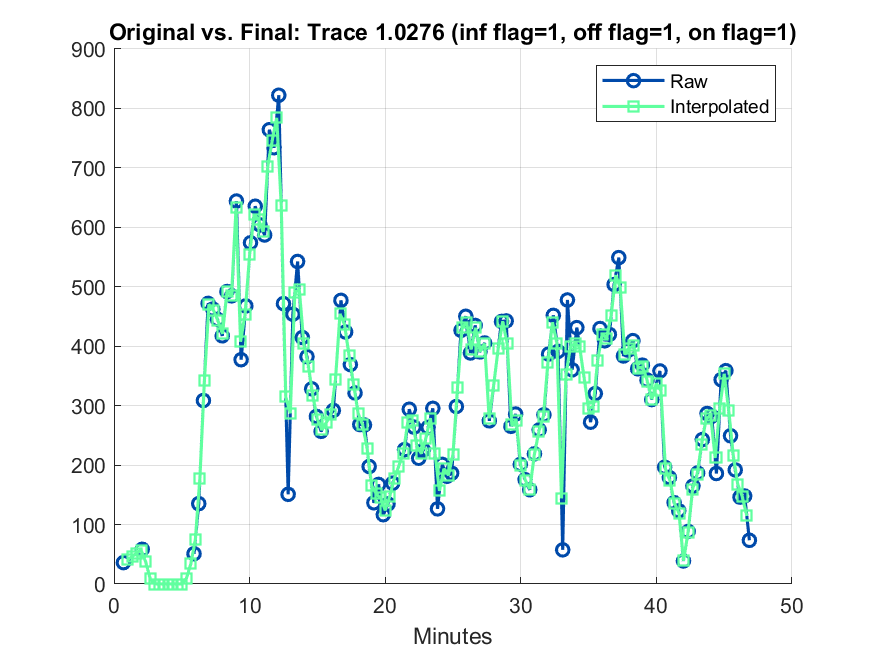 Original vs. Final: Trace 1.0276 (inf flag=1, off flag=1, on flag=1)
900
800
700
600
500
400
300
200
100
0
Raw
Interpolated
0 10 20 30 40 50
Minutes